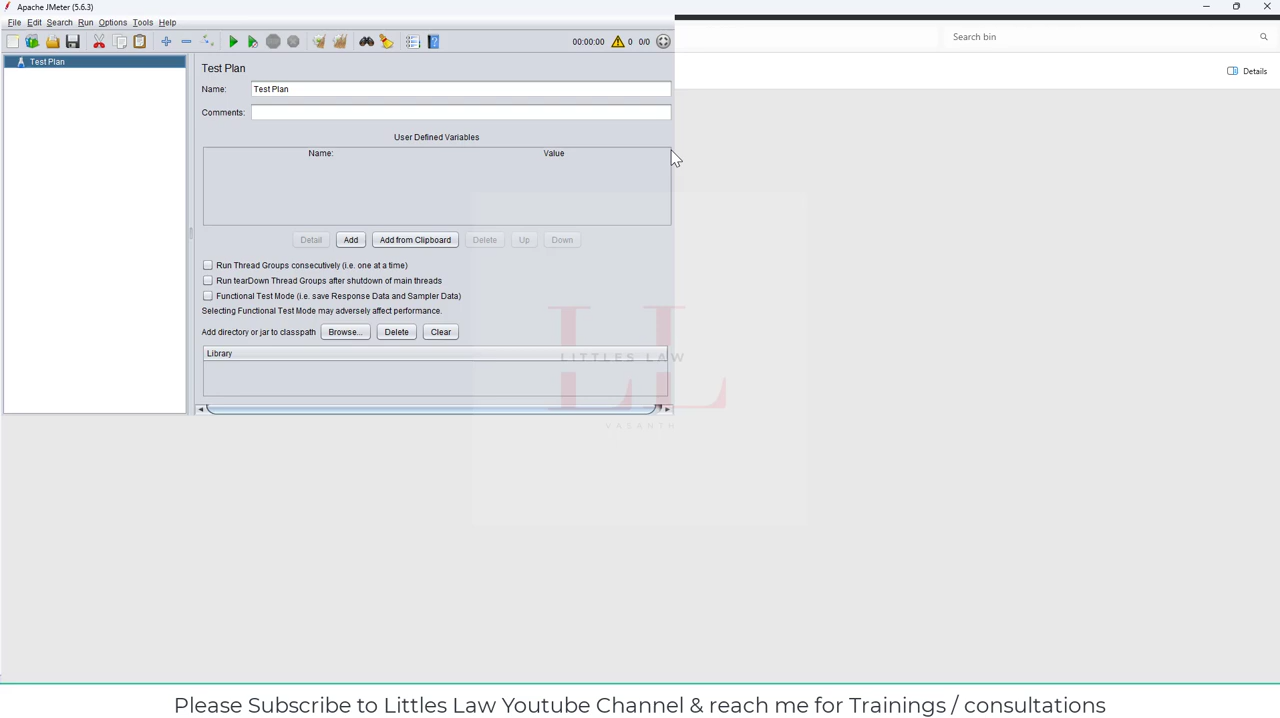 Apache JMeter (5.6.3)
File Edit Search Run Options Tools Help
00:00:00 0 0/0
Search bin
Details
Test Plan
Test Plan
Name: Test Plan
Comments:
User Defined Variables
Name: Value
Detail Add Add from Clipboard Delete Up Down
Run Thread Groups consecutively (i.e. one at a time)
Run tearDown Thread Groups after shutdown of main threads
Functional Test Mode (i.e. save Response Data and Sampler Data)
Selecting Functional Test Mode may adversely affect performance.
Add directory or jar to classpath Browse... Delete Clear
Library
LITTLES LAW
VASANTH
Please Subscribe to Littles Law Youtube Channel & reach me for Trainings / consultations